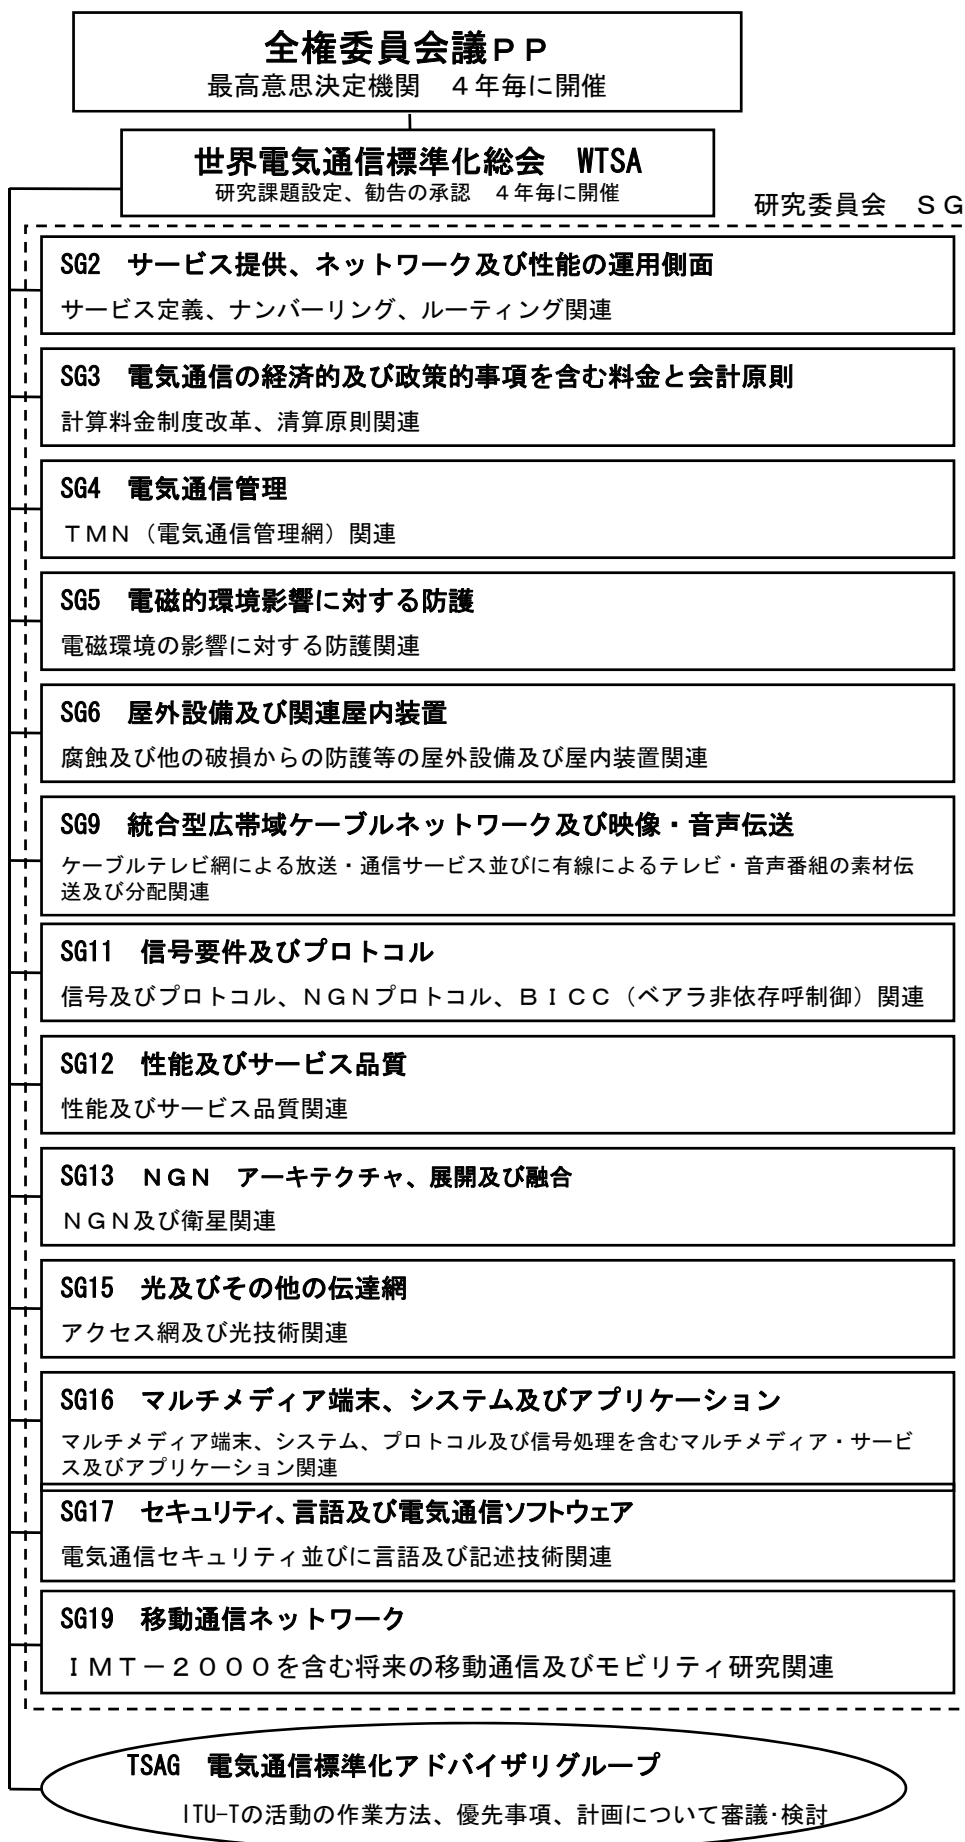 全権委員会議ＰＰ
最高意思決定機関　４年毎に開催
世界電気通信標準化総会　WTSA
研究課題設定、勧告の承認　４年毎に開催
研究委員会　ＳＧ
SG2　サービス提供、ネットワーク及び性能の運用側面
サービス定義、ナンバーリング、ルーティング関連
SG3　電気通信の経済的及び政策的事項を含む料金と会計原則
計算料金制度改革、清算原則関連
SG4　電気通信管理
ＴＭＮ（電気通信管理網）関連
SG5　電磁的環境影響に対する防護
電磁環境の影響に対する防護関連
SG6　屋外設備及び関連屋内装置
腐蝕及び他の破損からの防護等の屋外設備及び屋内装置関連
SG9　統合型広帯域ケーブルネットワーク及び映像・音声伝送
ケーブルテレビ網による放送・通信サービス並びに有線によるテレビ・音声番組の素材伝
送及び分配関連
SG11　信号要件及びプロトコル
信号及びプロトコル、ＮＧＮプロトコル、ＢＩＣＣ（ベアラ非依存呼制御）関連
SG12　性能及びサービス品質
性能及びサービス品質関連
SG13　ＮＧＮ　アーキテクチャ、展開及び融合
ＮＧＮ及び衛星関連
SG15　光及びその他の伝達網
アクセス網及び光技術関連
SG16　マルチメディア端末、システム及びアプリケーション
マルチメディア端末、システム、プロトコル及び信号処理を含むマルチメディア・サービ
ス及びアプリケーション関連
SG17　セキュリティ、言語及び電気通信ソフトウェア
電気通信セキュリティ並びに言語及び記述技術関連
SG19　移動通信ネットワーク
ＩＭＴ－２０００を含む将来の移動通信及びモビリティ研究関連
TSAG　電気通信標準化アドバイザリグループ
ITU-Tの活動の作業方法、優先事項、計画について審議･検討